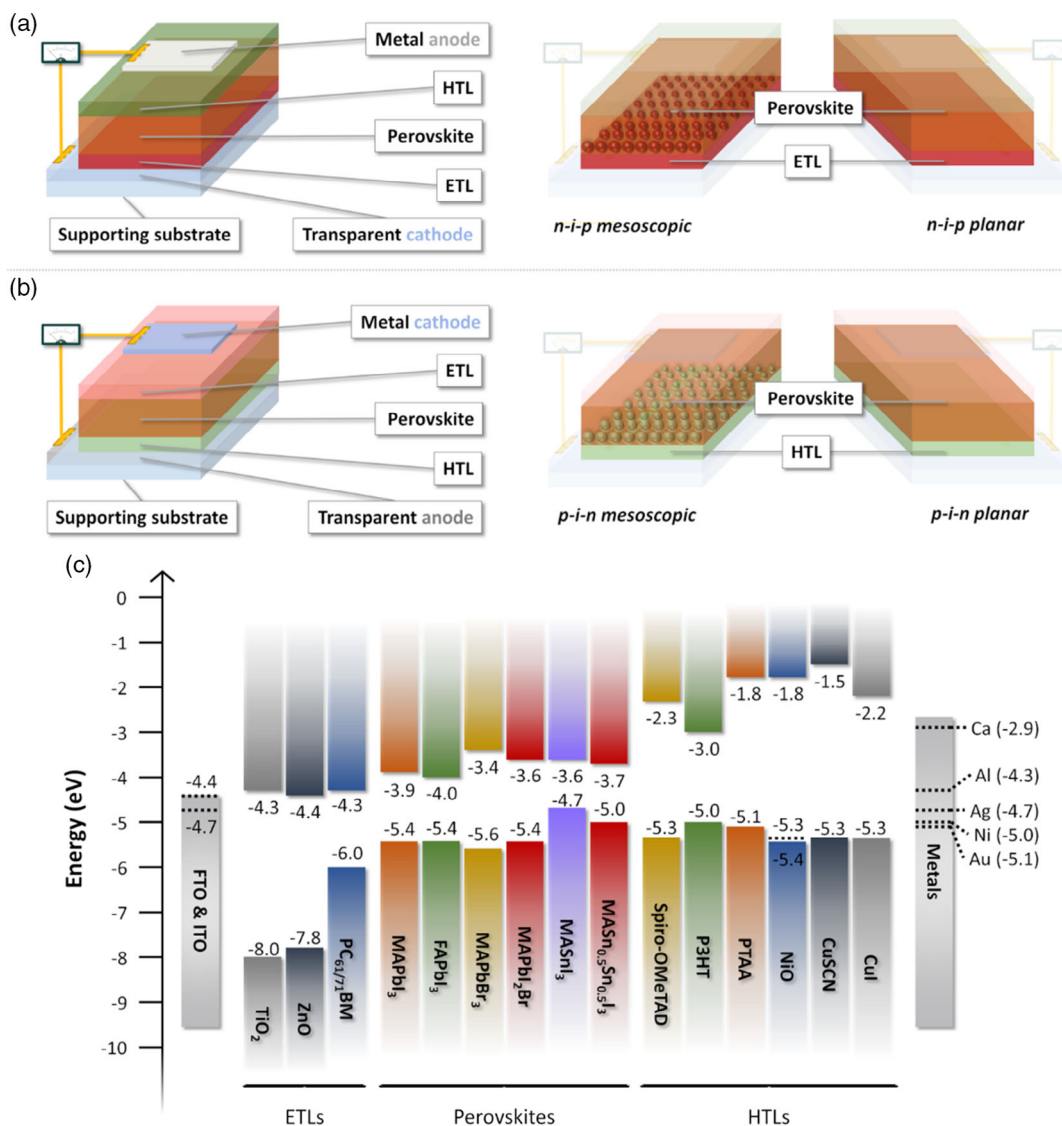 (a)
Metal anode
HTL
Perovskite
ETL
Supporting substrate
Transparent cathode
Perovskite
ETL
n-i-p mesoscopic
n-i-p planar
(b)
Metal cathode
ETL
Perovskite
HTL
Supporting substrate
Transparent anode
Perovskite
HTL
p-i-n mesoscopic
p-i-n planar
(c)
Energy (eV)
0
-1
-2
-3
-4
-5
-6
-7
-8
-9
-10
-4.4
-4.7
FTO & ITO
-4.3
-8.0
TiO₂
-4.4
-7.8
ZnO
-4.3
-6.0
PC₆₁/₇₁BM
ETLs
-3.9
-5.4
MAPbI₃
-4.0
-5.4
FAPbI₃
-3.4
-5.6
MAPbBr₃
-3.6
-5.4
MAPbI₂Br
-3.6
-4.7
MASnI₃
-3.7
-5.0
MASn₀.₅Sn₀.₅I₃
Perovskites
-2.3
-5.3
Spiro-OMeTAD
-3.0
-5.0
P3HT
-1.8
-5.1
PTAA
-1.8
-5.3
-5.4
NiO
-1.5
-5.3
CuSCN
-2.2
-5.3
CuI
HTLs
Metals
Ca (-2.9)
Al (-4.3)
Ag (-4.7)
Ni (-5.0)
Au (-5.1)